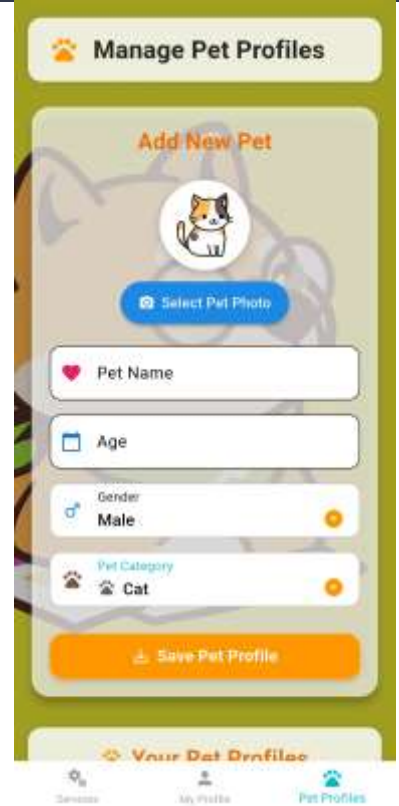 Manage Pet Profiles
Add New Pet
Select Pet Photo
Pet Name
Age
Gender
Male
Pet Category
Cat
Save Pet Profile
Your Pet Profiles
Services
My Profile
Pet Profiles